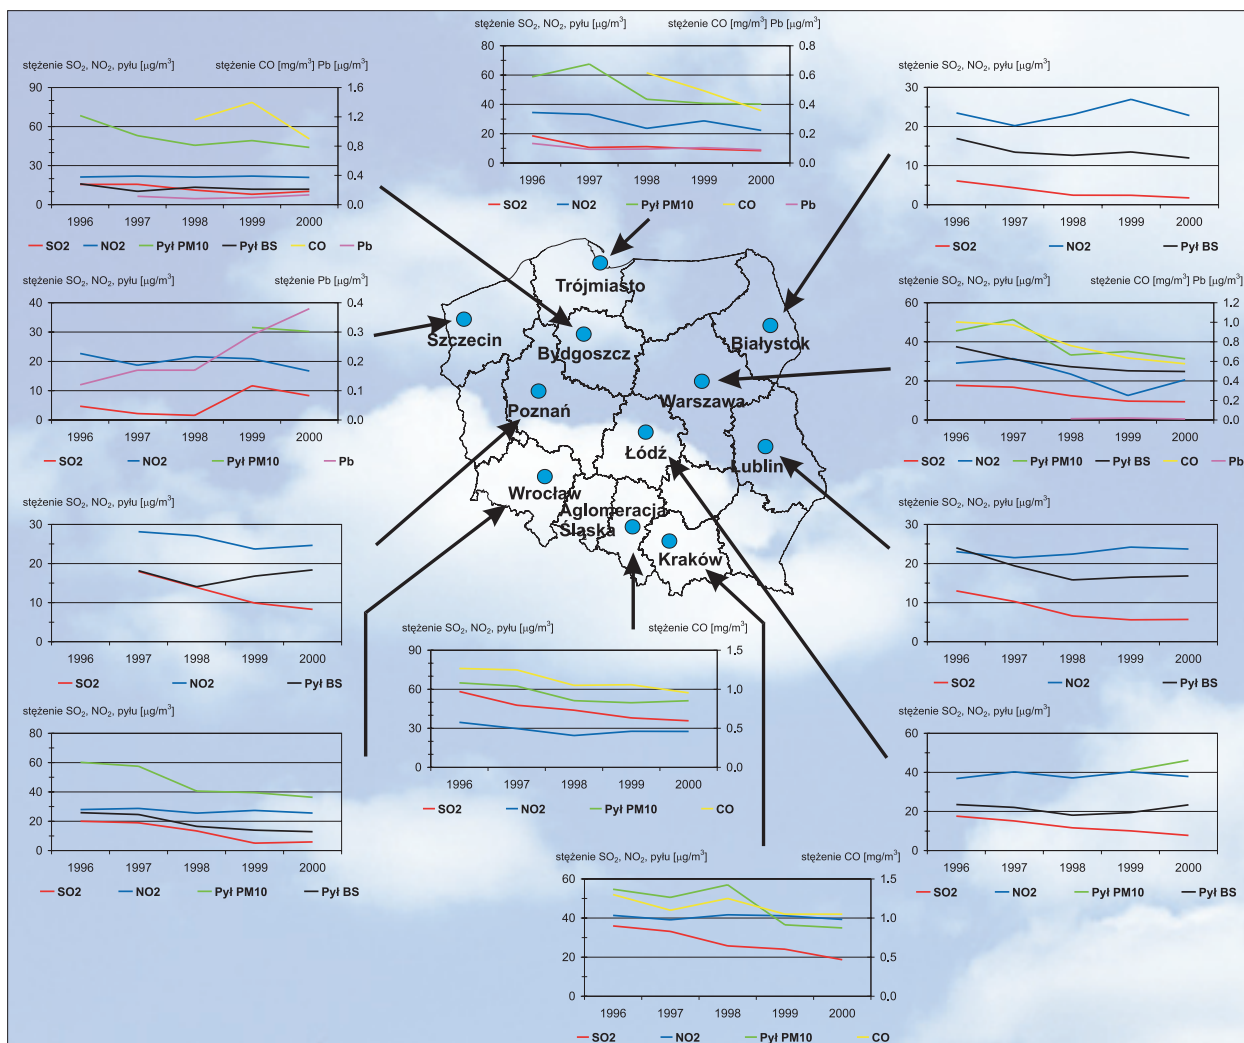 stężenie SO₂, NO₂, pyłu [µg/m³] stężenie CO [mg/m³] Pb [µg/m³]
90 1,6
1,4
60 1,2
1,0
0,8
30 0,6
0,4
0,2
0 0,0
1996 1997 1998 1999 2000
SO2 NO2 Pył PM10 Pył BS CO Pb
stężenie SO₂, NO₂, pyłu [µg/m³] stężenie CO [mg/m³] Pb [µg/m³]
80 0,8
60 0,6
40 0,4
20 0,2
0 0,0
1996 1997 1998 1999 2000
SO2 NO2 Pył PM10 CO Pb
stężenie SO₂, NO₂, pyłu [µg/m³]
30
20
10
0
1996 1997 1998 1999 2000
SO2 NO2 Pył BS
stężenie SO₂, NO₂, pyłu [µg/m³] stężenie Pb [µg/m³]
40 0,4
30 0,3
20 0,2
10 0,1
0 0,0
1996 1997 1998 1999 2000
SO2 NO2 Pył PM10 Pb
Trójmiasto
Szczecin
Bydgoszcz
Białystok
Poznań
Warszawa
Łódź
Lublin
Wrocław
Aglomeracja
Śląska
Kraków
stężenie SO₂, NO₂, pyłu [µg/m³] stężenie CO [mg/m³] Pb [µg/m³]
60 1,2
1,0
40 0,8
0,6
20 0,4
0,2
0 0,0
1996 1997 1998 1999 2000
SO2 NO2 Pył PM10 Pył BS CO Pb
stężenie SO₂, NO₂, pyłu [µg/m³]
30
20
10
0
1996 1997 1998 1999 2000
SO2 NO2 Pył BS
stężenie SO₂, NO₂, pyłu [µg/m³]
30
20
10
0
1996 1997 1998 1999 2000
SO2 NO2 Pył BS
stężenie SO₂, NO₂, pyłu [µg/m³] stężenie CO [mg/m³]
90 1,5
60 1,0
30 0,5
0 0,0
1996 1997 1998 1999 2000
SO2 NO2 Pył PM10 CO
stężenie SO₂, NO₂, pyłu [µg/m³]
80
60
40
20
0
1996 1997 1998 1999 2000
SO2 NO2 Pył PM10 Pył BS
stężenie SO₂, NO₂, pyłu [µg/m³]
60
40
20
0
1996 1997 1998 1999 2000
SO2 NO2 Pył PM10 Pył BS
stężenie SO₂, NO₂, pyłu [µg/m³] stężenie CO [mg/m³]
60 1,5
40 1,0
20 0,5
0 0,0
1996 1997 1998 1999 2000
SO2 NO2 Pył PM10 CO